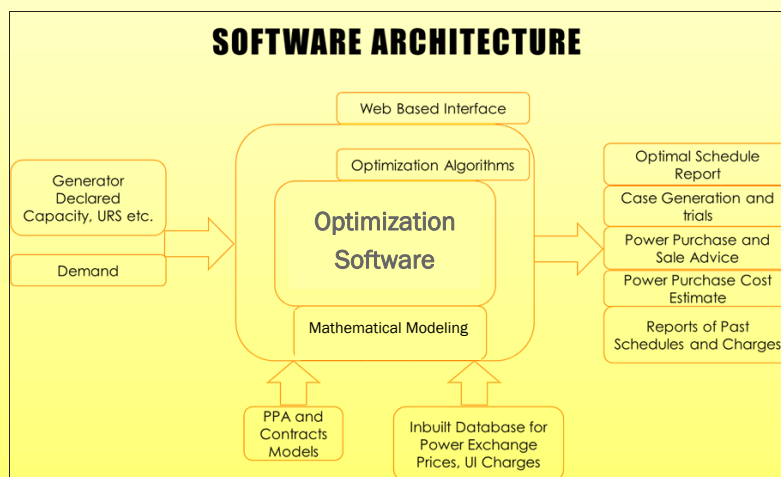 SOFTWARE ARCHITECTURE
Web Based Interface
Optimization Algorithms
Generator
Declared
Capacity, URS etc.
Demand
Optimization
Software
Mathematical Modeling
PPA and
Contracts
Models
Inbuilt Database for
Power Exchange
Prices, UI Charges
Optimal Schedule
Report
Case Generation and
trials
Power Purchase and
Sale Advice
Power Purchase Cost
Estimate
Reports of Past
Schedules and Charges